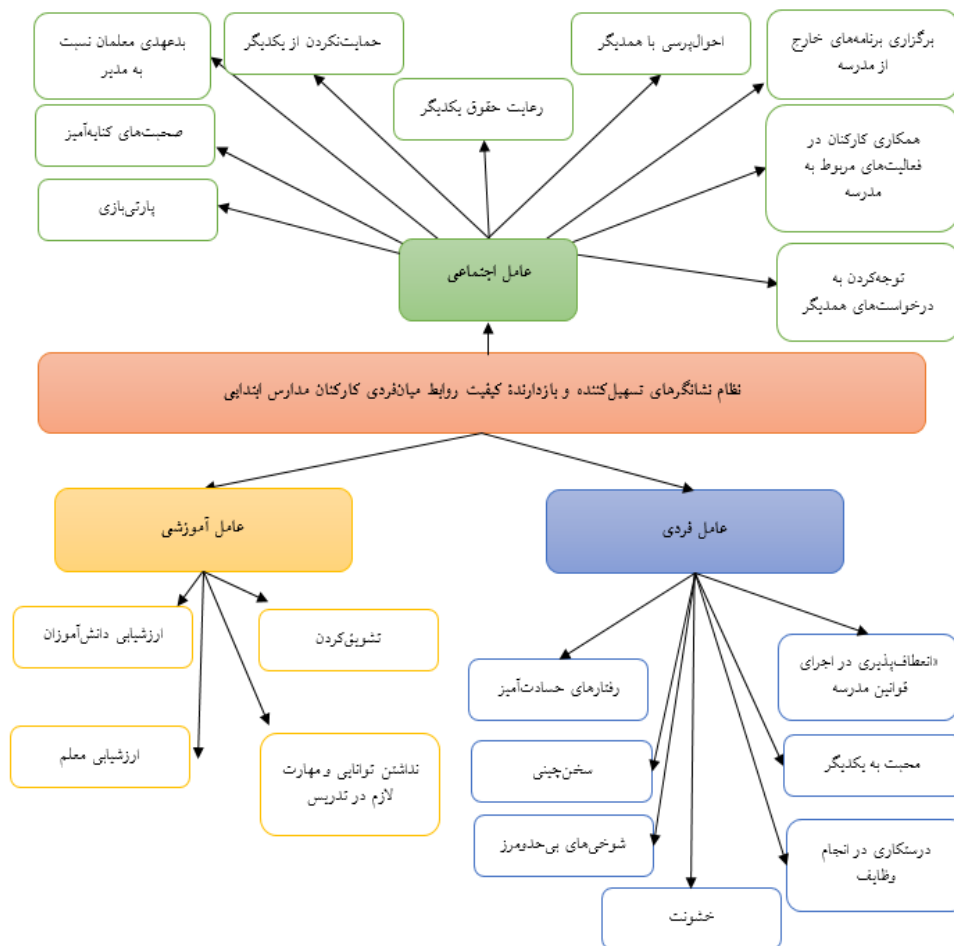 برگزاری برنامه‌های خارج
از مدرسه
احوال‌پرسی با همدیگر
حمایت‌نکردن از یکدیگر
بدعهدی معلمان نسبت
به مدیر
رعایت حقوق یکدیگر
صحبت‌های کنایه‌آمیز
همکاری کارکنان در
فعالیت‌های مربوط به
مدرسه
پارتی‌بازی
عامل اجتماعی
توجه‌کردن به
درخواست‌های همدیگر
نظام نشانگرهای تسهیل‌کننده و بازدارندهٔ کیفیت روابط میان‌فردی کارکنان مدارس ابتدایی
عامل فردی
عامل آموزشی
«انعطاف‌پذیری در اجرای
قوانین مدرسه
رفتارهای حسادت‌آمیز
تشویق‌کردن
ارزشیابی دانش‌آموزان
محبت به یکدیگر
سخن‌چینی
نداشتن توانایی و مهارت
لازم در تدریس
ارزشیابی معلم
درستکاری در انجام
وظایف
شوخی‌های بی‌حدومرز
خشونت